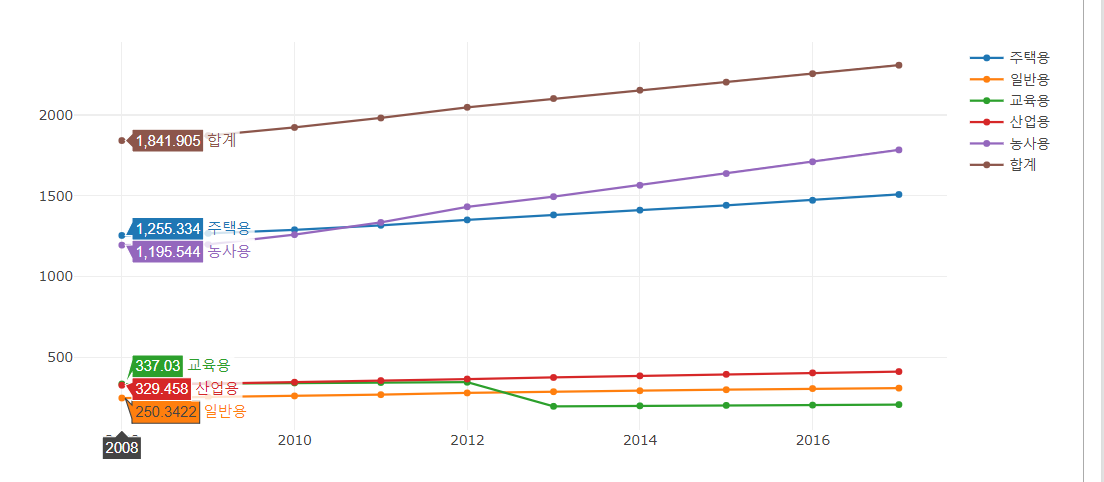 주택용
일반용
교육용
산업용
농사용
합계
2000
1500
1000
500
1,841.905 합계
1,255.334 주택용
1,195.544 농사용
337.03 교육용
329.458 산업용
250.3422 일반용
2008
2010
2012
2014
2016